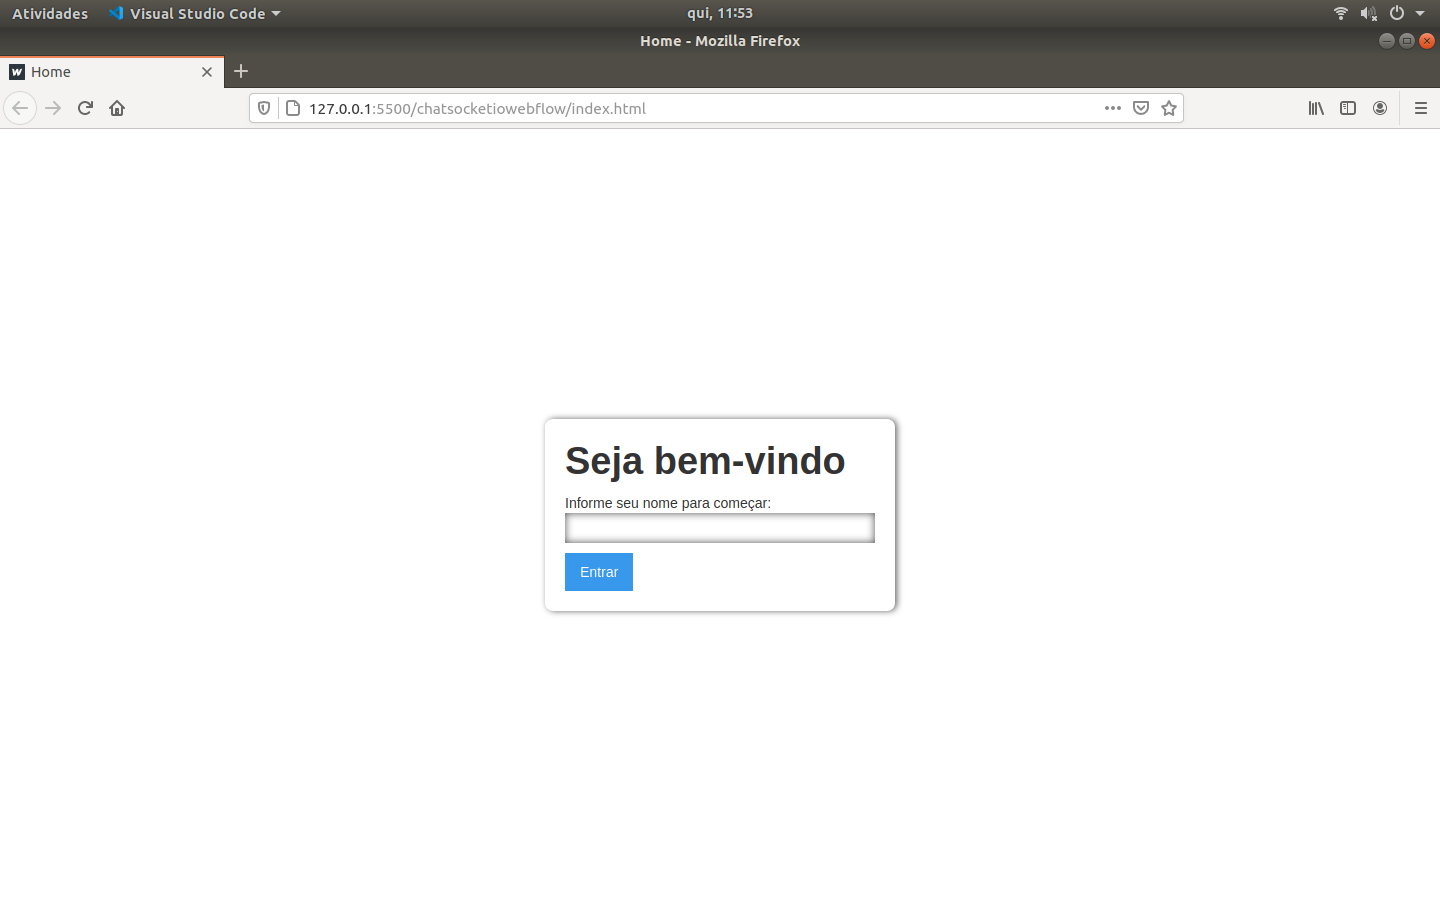 Atividades Visual Studio Code qui, 11:53
Home - Mozilla Firefox
Home
127.0.0.1:5500/chatsocketiowebflow/index.html
Seja bem-vindo
Informe seu nome para começar:
Entrar